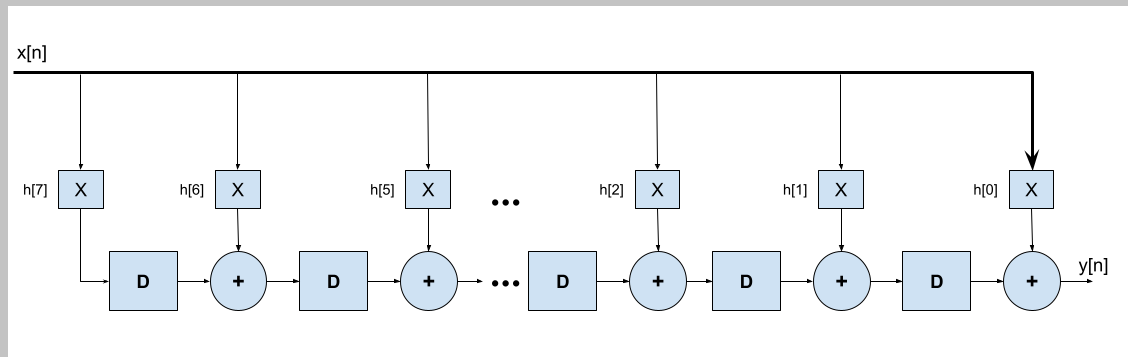 x[n]
h[7] X h[6] X h[5] X ••• h[2] X h[1] X h[0] X
D + D + ••• D + D + D + y[n]